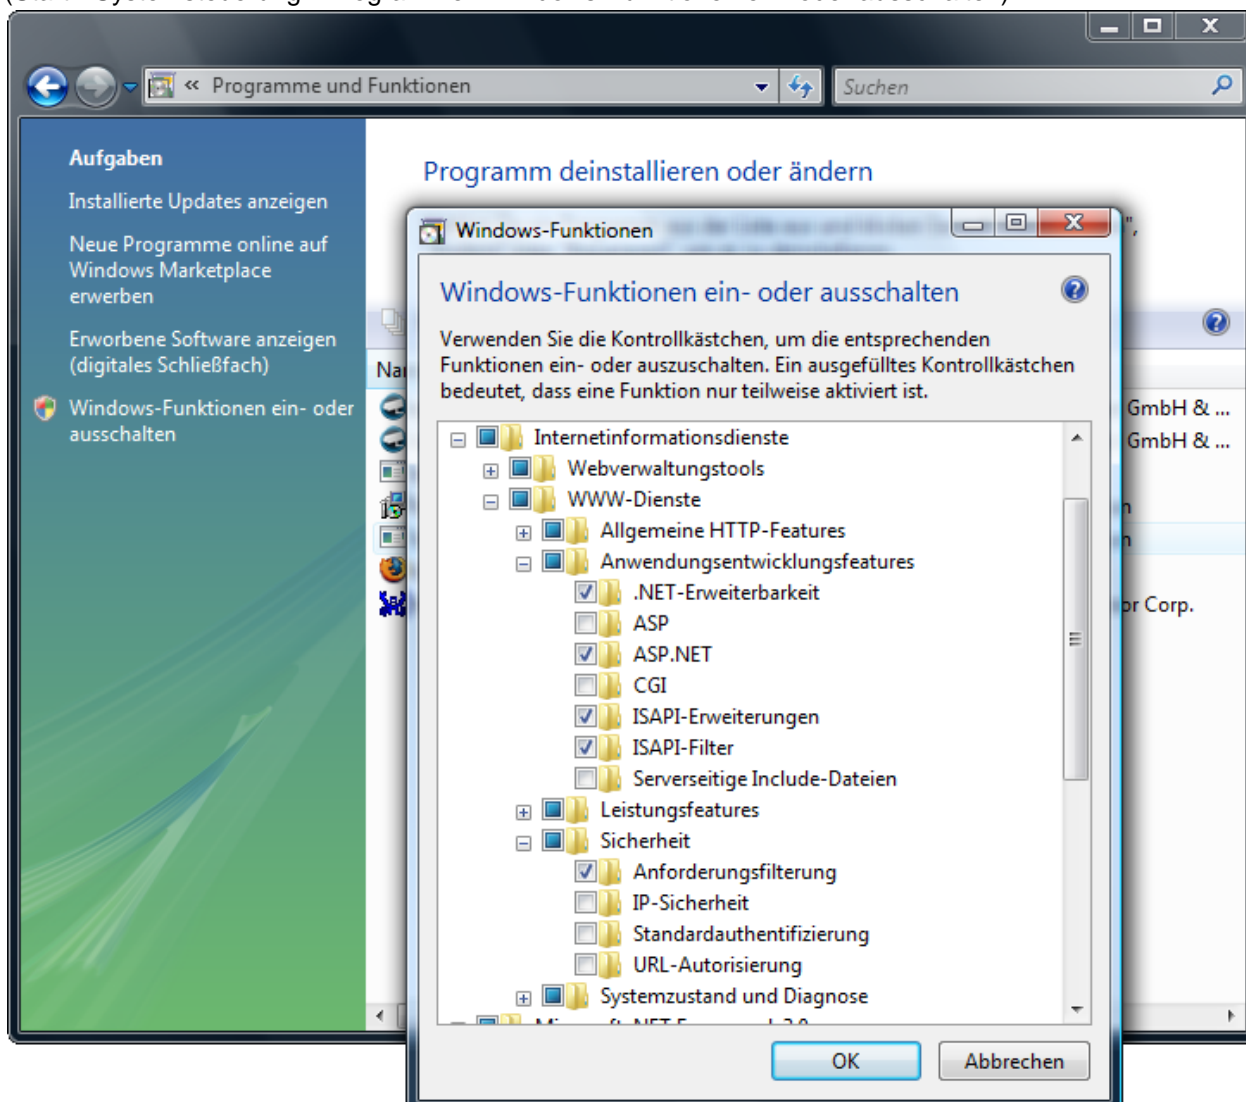 « Programme und Funktionen
Suchen
Aufgaben
Installierte Updates anzeigen
Neue Programme online auf
Windows Marketplace
erwerben
Erworbene Software anzeigen
(digitales Schließfach)
Windows-Funktionen ein- oder
ausschalten
Programm deinstallieren oder ändern
GmbH & ...
GmbH & ...
Corp.
Windows-Funktionen
Windows-Funktionen ein- oder ausschalten
Verwenden Sie die Kontrollkästchen, um die entsprechenden
Funktionen ein- oder auszuschalten. Ein ausgefülltes Kontrollkästchen
bedeutet, dass eine Funktion nur teilweise aktiviert ist.
Internetinformationsdienste
Webverwaltungstools
WWW-Dienste
Allgemeine HTTP-Features
Anwendungsentwicklungsfeatures
.NET-Erweiterbarkeit
ASP
ASP.NET
CGI
ISAPI-Erweiterungen
ISAPI-Filter
Serverseitige Include-Dateien
Leistungsfeatures
Sicherheit
Anforderungsfilterung
IP-Sicherheit
Standardauthentifizierung
URL-Autorisierung
Systemzustand und Diagnose
OK
Abbrechen